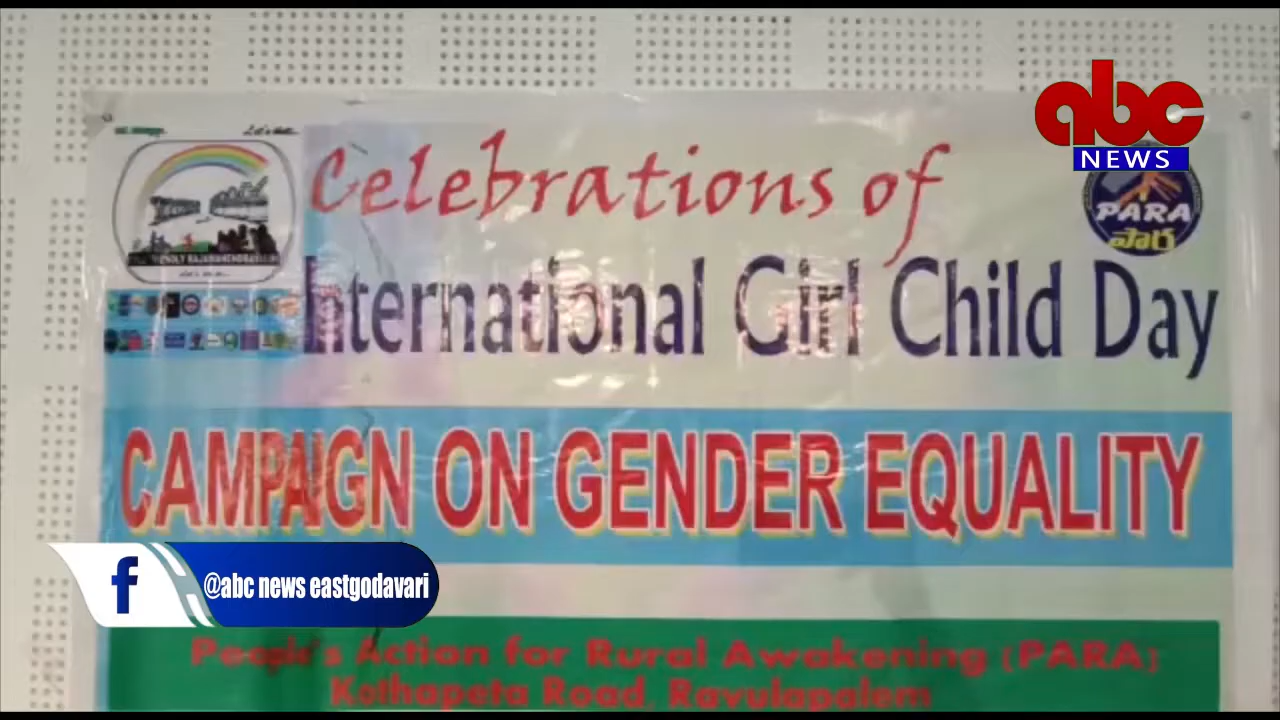 abc
NEWS
Celebrations of
PARA
పార
International Girl Child Day
CAMPAIGN ON GENDER EQUALITY
f
@abc news eastgodavari
People's Action for Rural Awakening (PARA)
Kothapeta Road, Ravulapalem